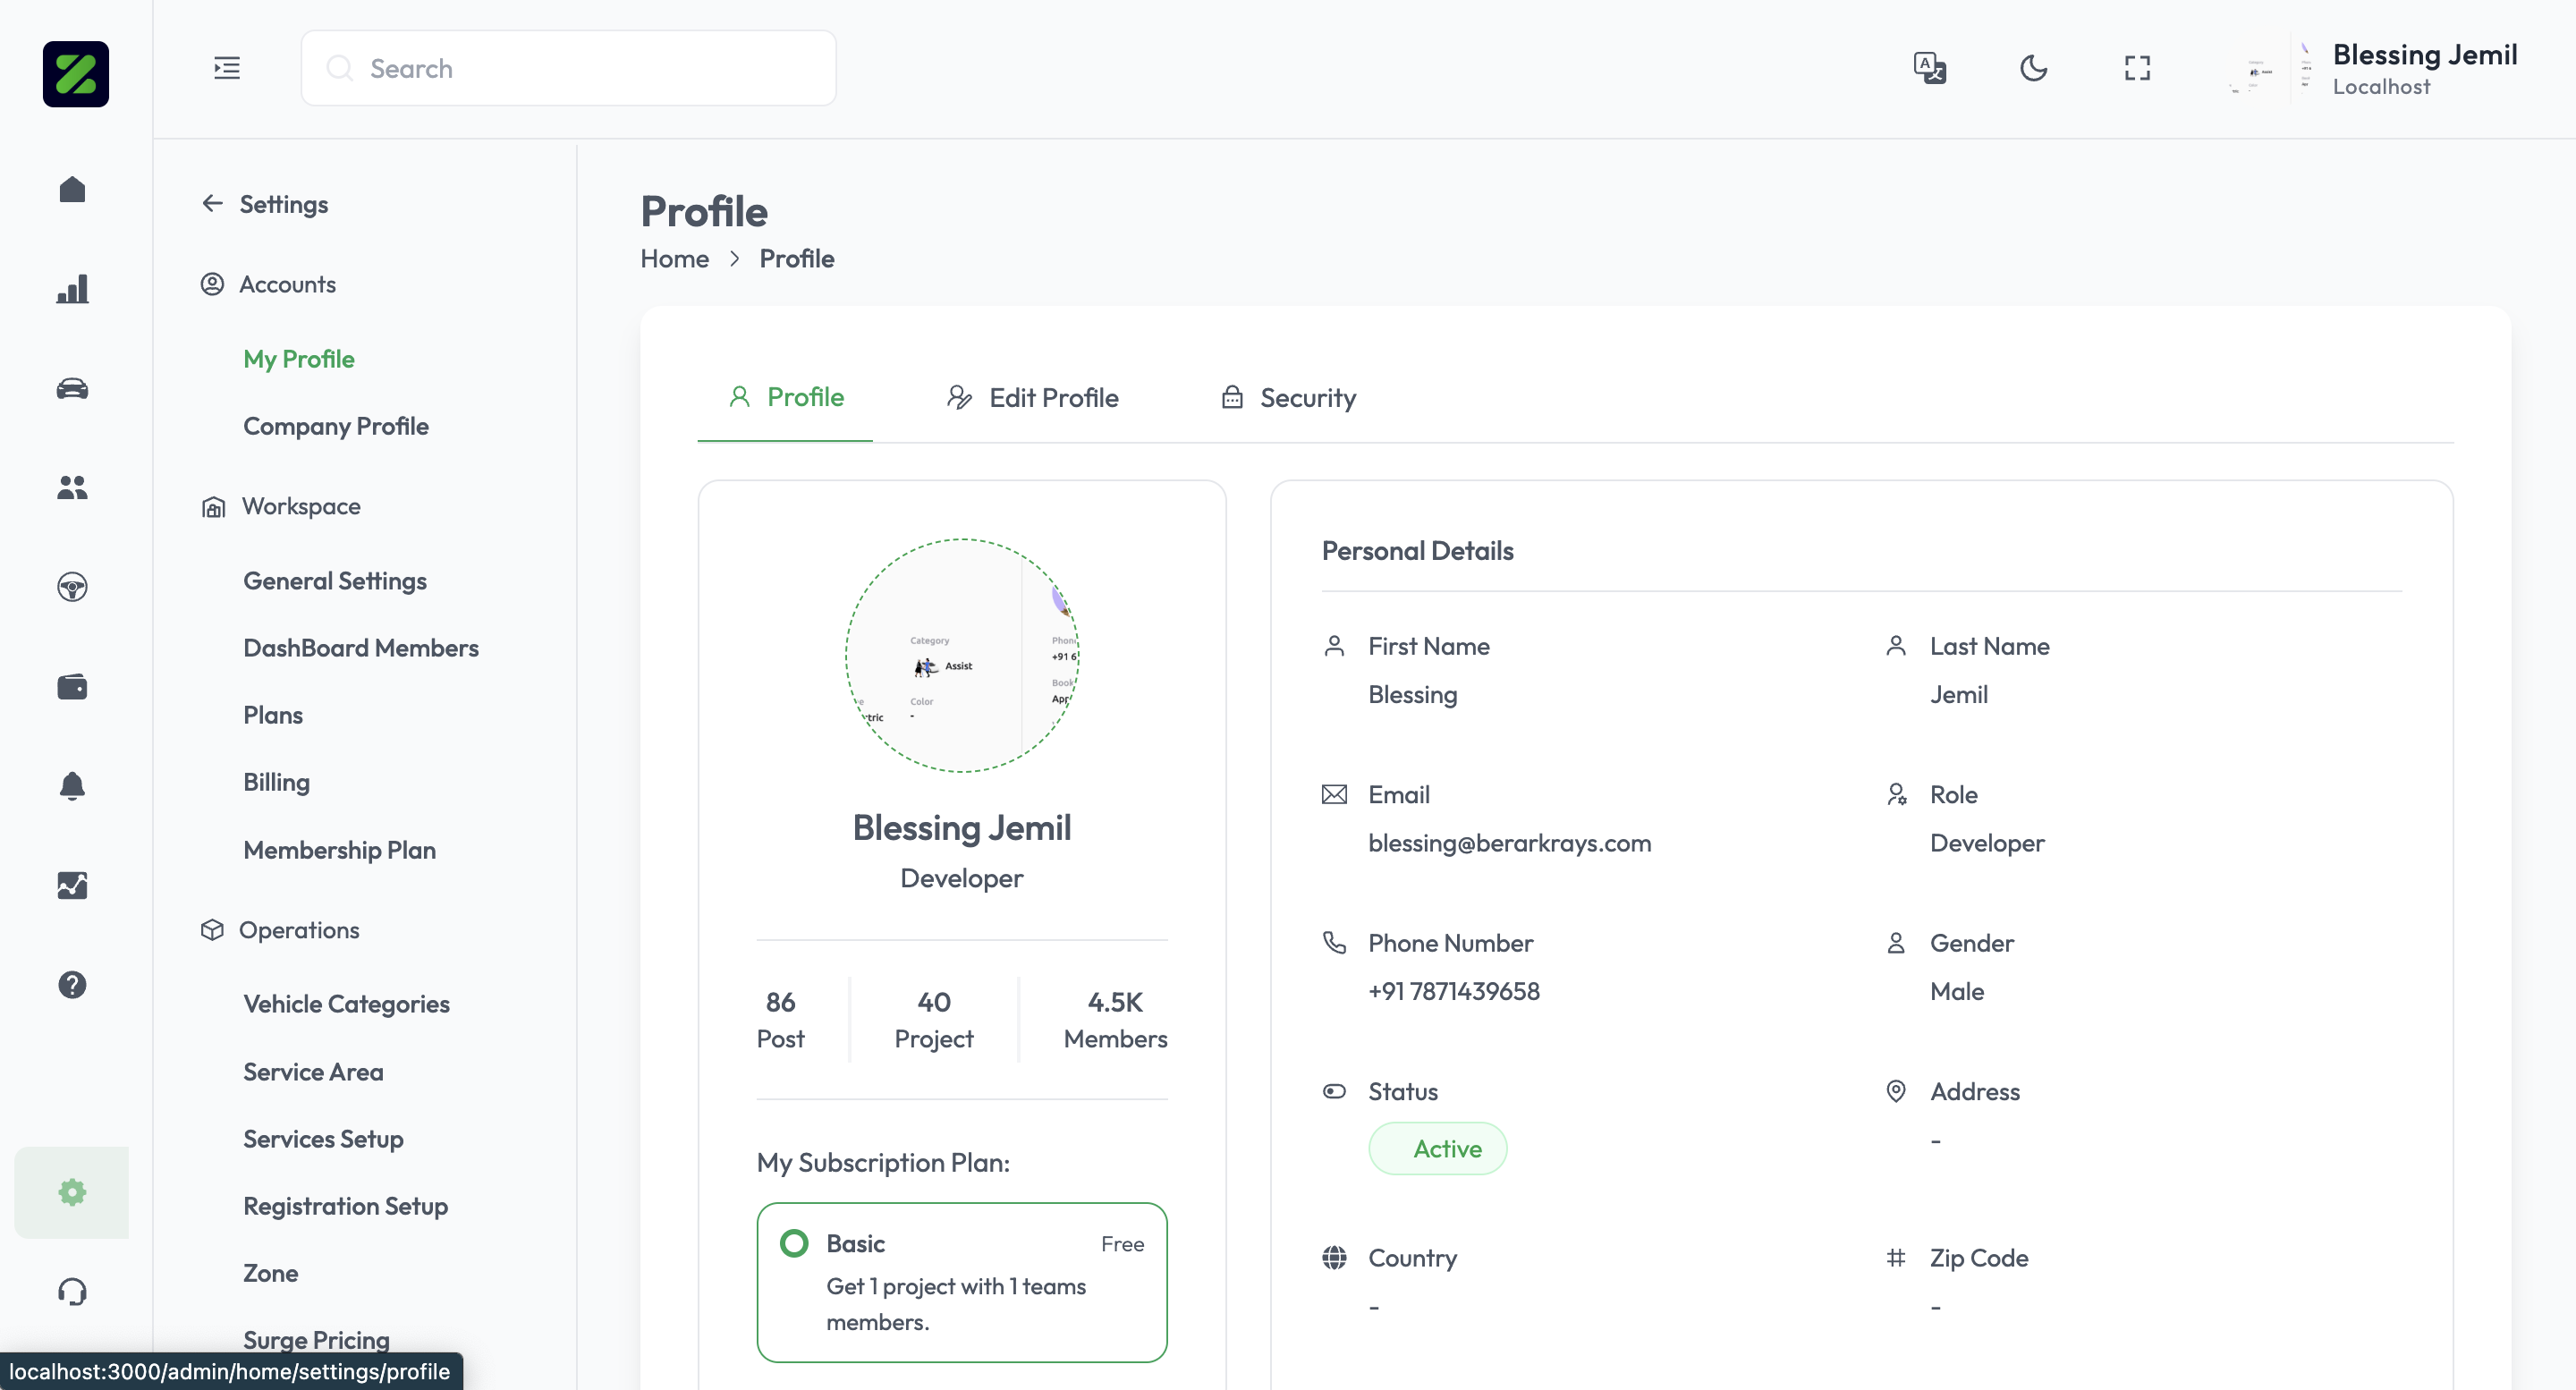 Search
Blessing Jemil
Localhost
Settings
Accounts
My Profile
Company Profile
Workspace
General Settings
DashBoard Members
Plans
Billing
Membership Plan
Operations
Vehicle Categories
Service Area
Services Setup
Registration Setup
Zone
Surge Pricing
localhost:3000/admin/home/settings/profile
Profile
Home > Profile
Profile
Edit Profile
Security
Category
Assist
Color
-
tric
Phon
+91 6
Book
Apr
Blessing Jemil
Developer
86
Post
40
Project
4.5K
Members
My Subscription Plan:
Basic
Free
Get 1 project with 1 teams
members.
Personal Details
First Name
Blessing
Last Name
Jemil
Email
blessing@berarkrays.com
Role
Developer
Phone Number
+91 7871439658
Gender
Male
Status
Active
Address
-
Country
-
Zip Code
-